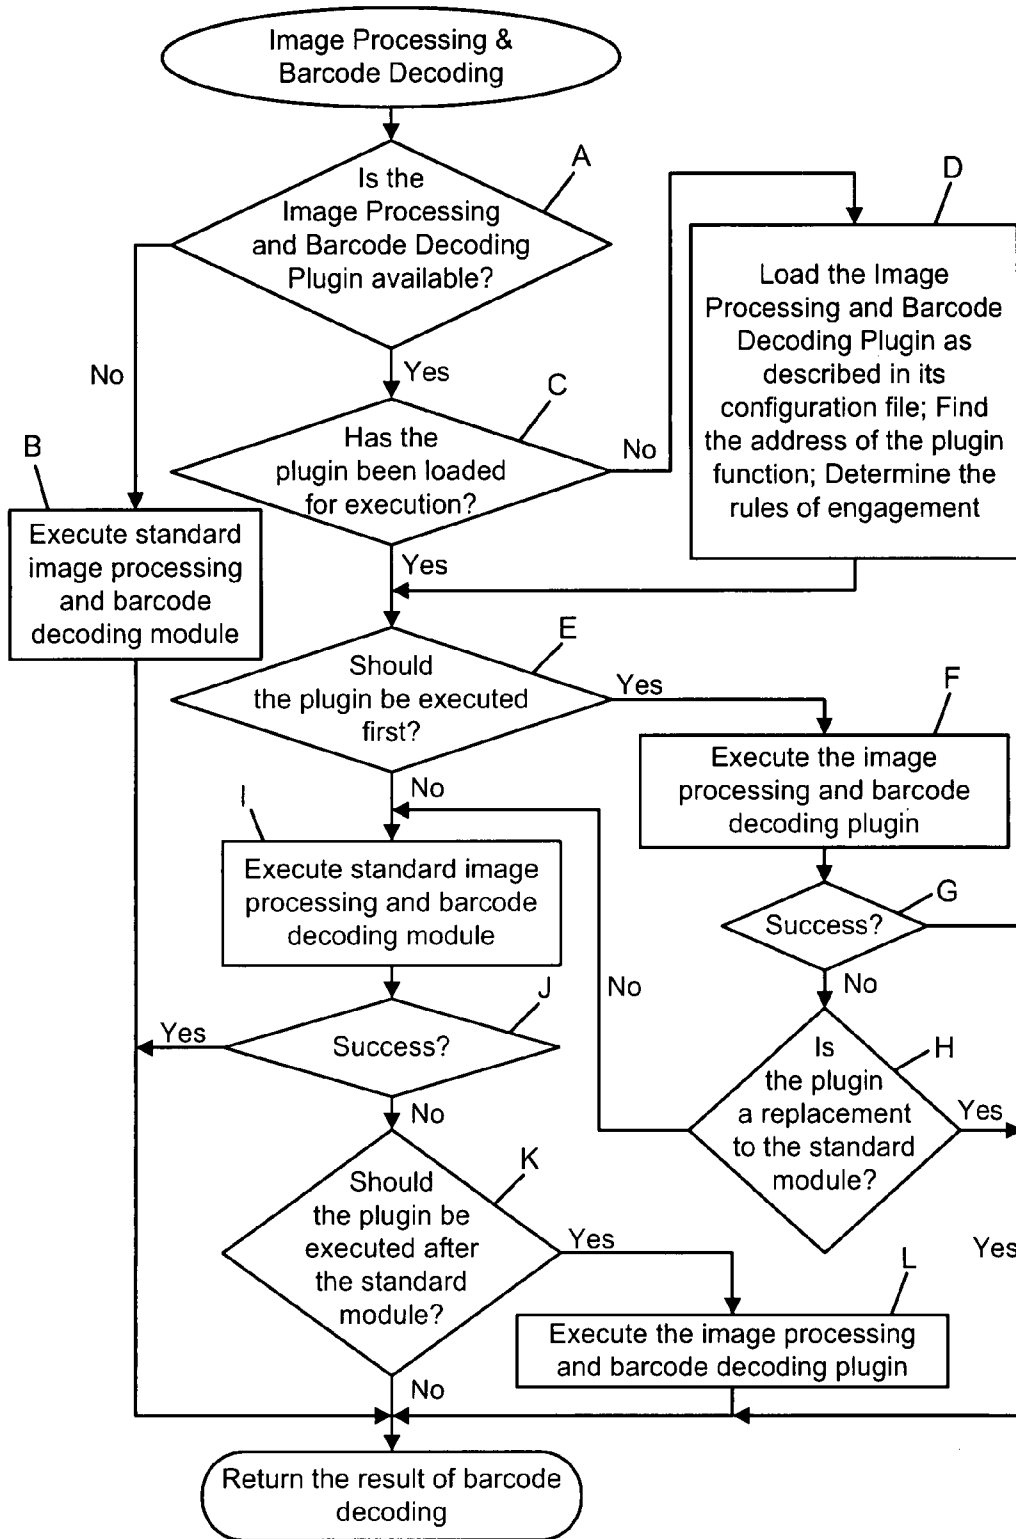 Image Processing &
Barcode Decoding
A
Is the
Image Processing
and Barcode Decoding
Plugin available?
No
Yes
D
Load the Image
Processing and Barcode
Decoding Plugin as
described in its
configuration file; Find
the address of the plugin
function; Determine the
rules of engagement
C
Has the
plugin been loaded
for execution?
No
Yes
B
Execute standard
image processing
and barcode
decoding module
E
Should
the plugin be executed
first?
Yes
No
F
Execute the image
processing and barcode
decoding plugin
G
Success?
No
H
Is
the plugin
a replacement
to the standard
module?
Yes
No
Yes
I
Execute standard image
processing and barcode
decoding module
J
Success?
Yes
No
K
Should
the plugin be
executed after
the standard
module?
Yes
No
L
Execute the image processing
and barcode decoding plugin
Return the result of barcode
decoding